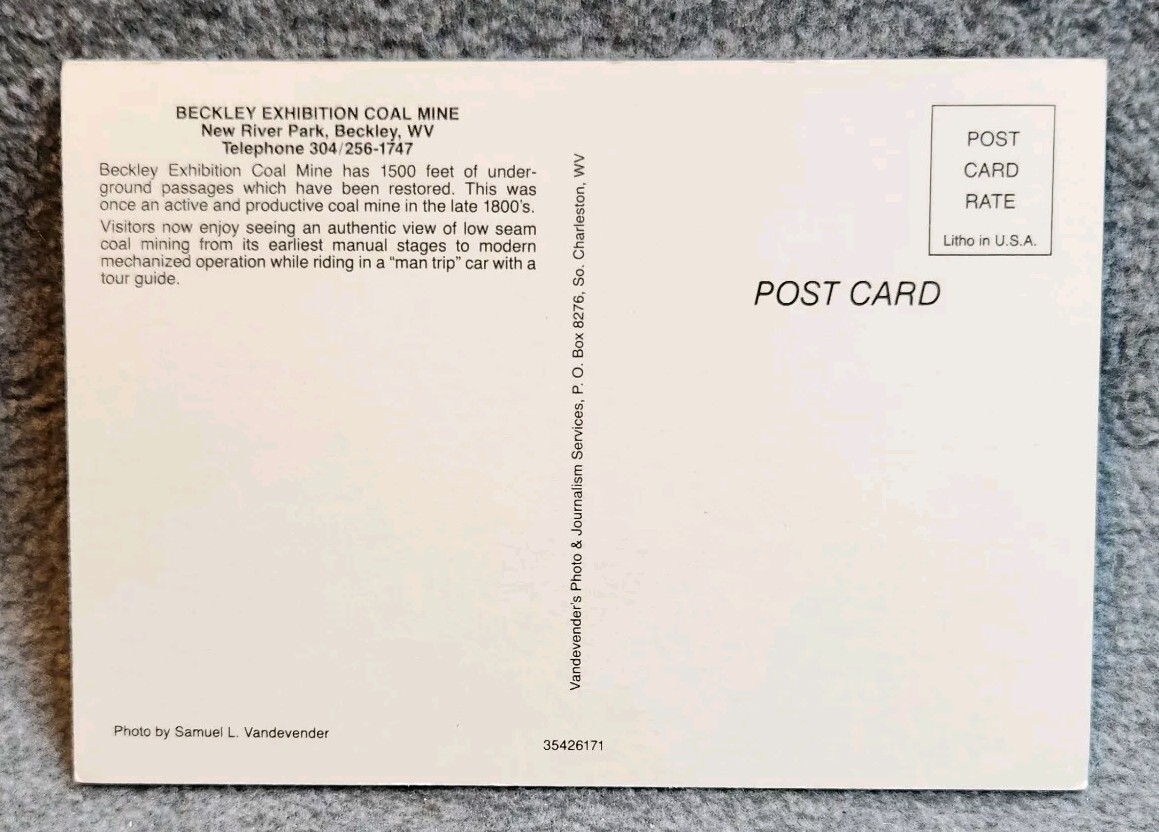 BECKLEY EXHIBITION COAL MINE
New River Park, Beckley, WV
Telephone 304/256-1747
Beckley Exhibition Coal Mine has 1500 feet of under-
ground passages which have been restored. This was
once an active and productive coal mine in the late 1800's.
Visitors now enjoy seeing an authentic view of low seam
coal mining from its earliest manual stages to modern
mechanized operation while riding in a "man trip" car with a
tour guide.
Photo by Samuel L. Vandevender
Vandevender's Photo & Journalism Services, P. O. Box 8276, So. Charleston, WV
35426171
POST
CARD
RATE
Litho in U.S.A.
POST CARD